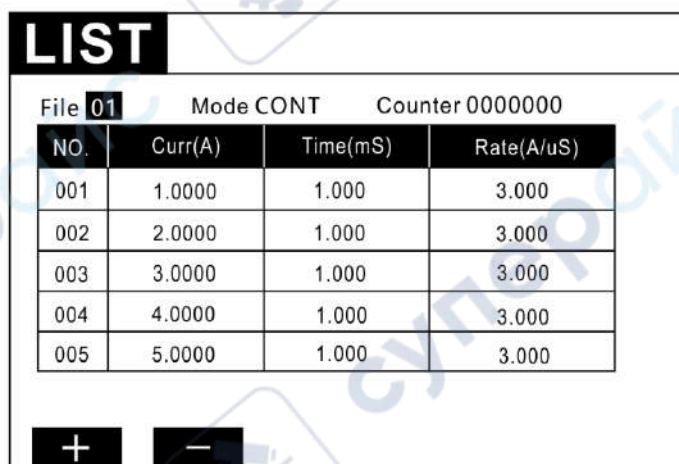 LIST
File 01 Mode CONT Counter 0000000
NO. Curr(A) Time(mS) Rate(A/uS)
001 1.0000 1.000 3.000
002 2.0000 1.000 3.000
003 3.0000 1.000 3.000
004 4.0000 1.000 3.000
005 5.0000 1.000 3.000
+ −